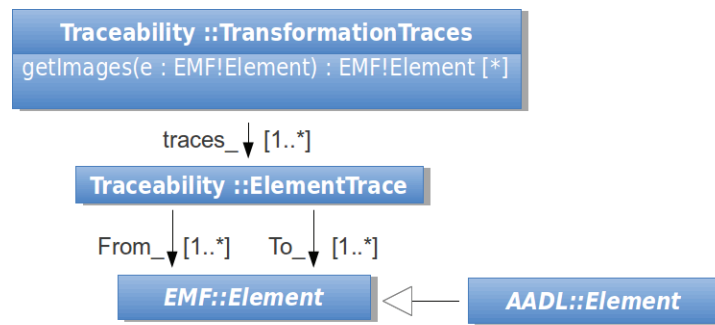 Traceability ::TransformationTraces
getImages(e : EMF!Element) : EMF!Element [*]
traces_ [1..*]
Traceability ::ElementTrace
From_ [1..*] To_ [1..*]
EMF::Element
AADL::Element